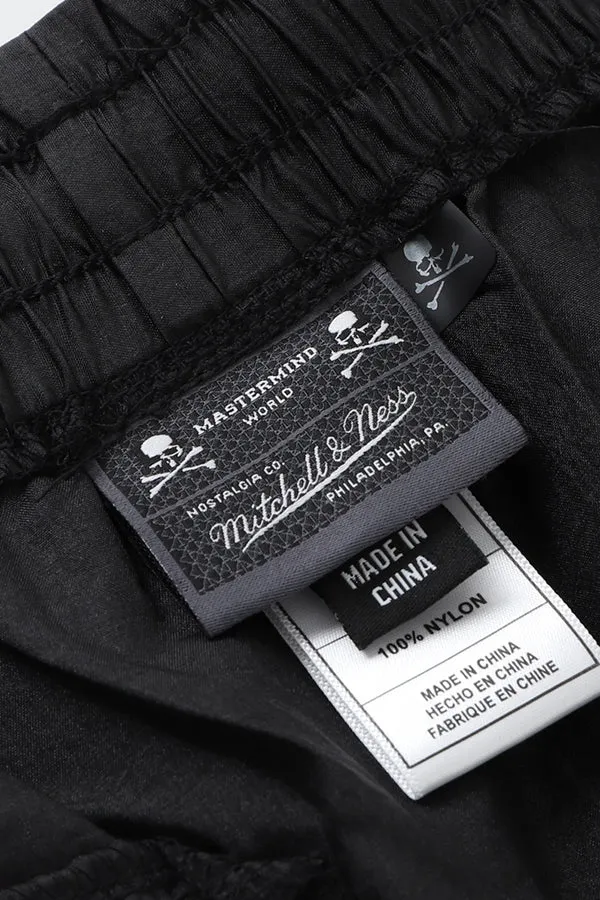 MASTERMIND
WORLD
NOSTALGIA CO.
Mitchell & Ness
PHILADELPHIA, PA.
MADE IN
CHINA
100% NYLON
MADE IN CHINA
HECHO EN CHINA
FABRIQUE EN CHINE